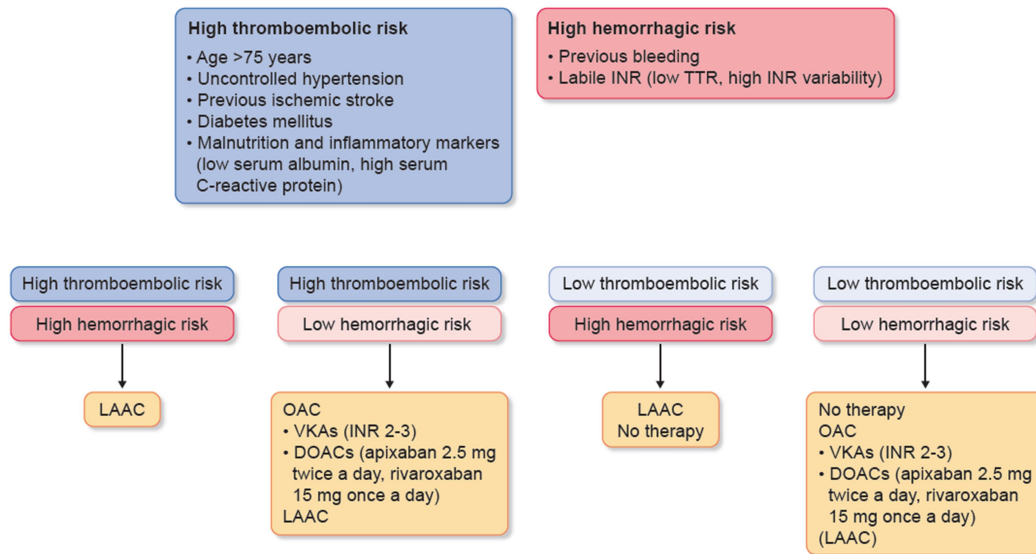 High thromboembolic risk
• Age >75 years
• Uncontrolled hypertension
• Previous ischemic stroke
• Diabetes mellitus
• Malnutrition and inflammatory markers
(low serum albumin, high serum
C-reactive protein)
High hemorrhagic risk
• Previous bleeding
• Labile INR (low TTR, high INR variability)
High thromboembolic risk
High hemorrhagic risk
LAAC
High thromboembolic risk
Low hemorrhagic risk
OAC
• VKAs (INR 2-3)
• DOACs (apixaban 2.5 mg
twice a day, rivaroxaban
15 mg once a day)
LAAC
Low thromboembolic risk
High hemorrhagic risk
LAAC
No therapy
Low thromboembolic risk
Low hemorrhagic risk
No therapy
OAC
• VKAs (INR 2-3)
• DOACs (apixaban 2.5 mg
twice a day, rivaroxaban
15 mg once a day)
(LAAC)